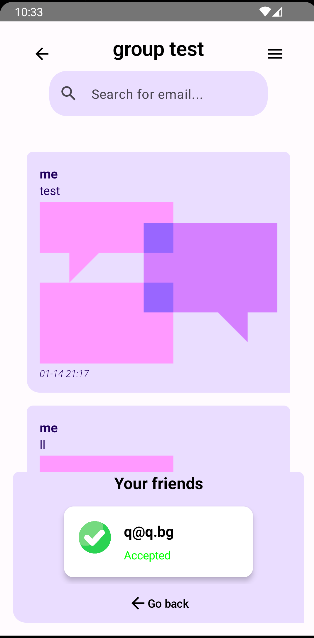 10:33
group test
Search for email...
me
test
01-14 21:17
me
ll
Your friends
q@q.bg
Accepted
Go back